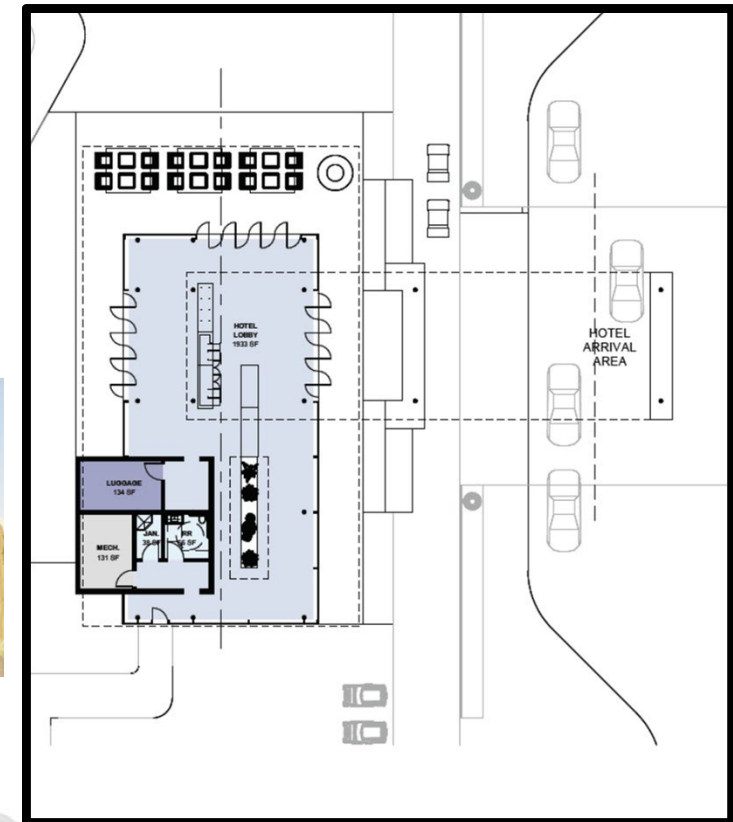 HOTEL
LOBBY
1933 SF
HOTEL
ARRIVAL
AREA
LUGGAGE
134 SF
JAN.
RR
MECH.
131 SF